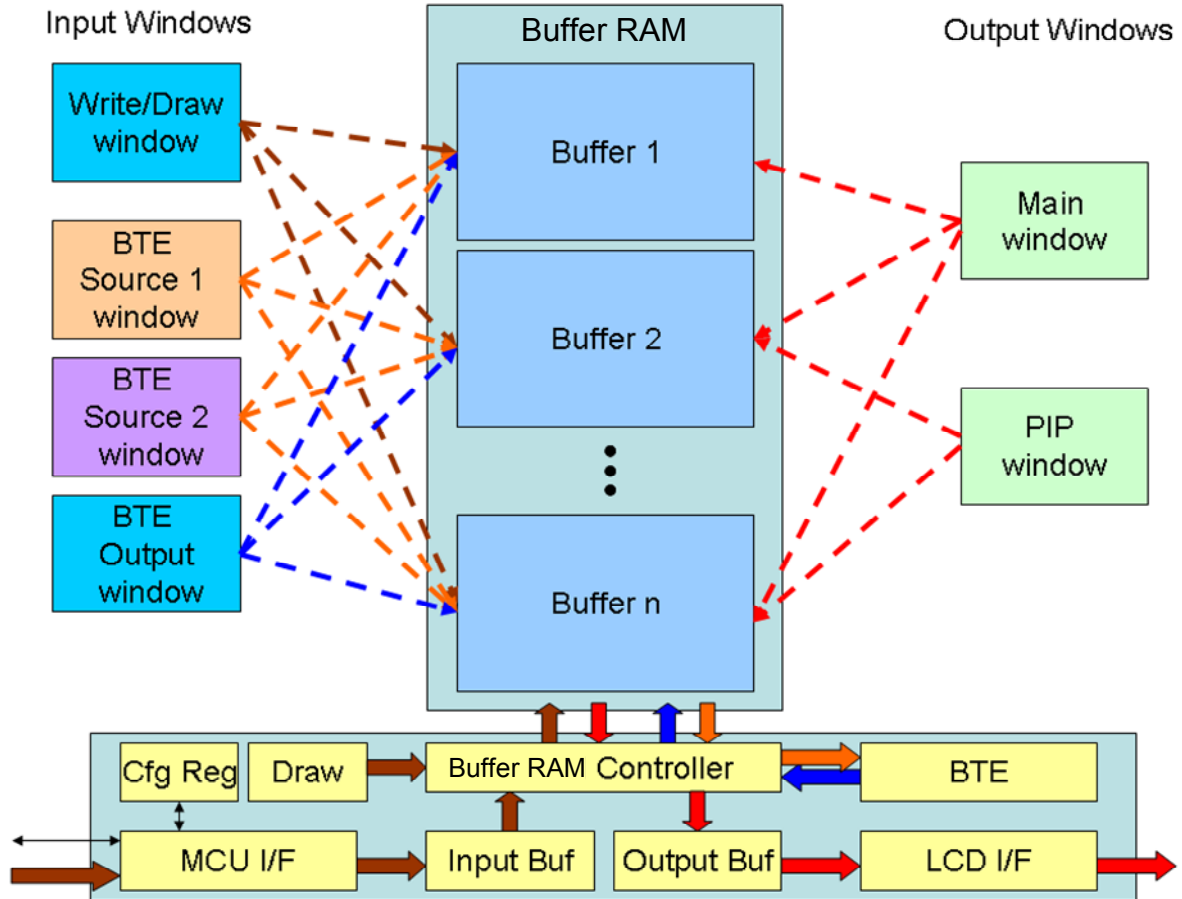 Input Windows
Buffer RAM
Output Windows
Write/Draw
window
BTE
Source 1
window
BTE
Source 2
window
BTE
Output
window
Buffer 1
Buffer 2
Buffer n
Main
window
PIP
window
Cfg Reg
Draw
Buffer RAM Controller
BTE
MCU I/F
Input Buf
Output Buf
LCD I/F